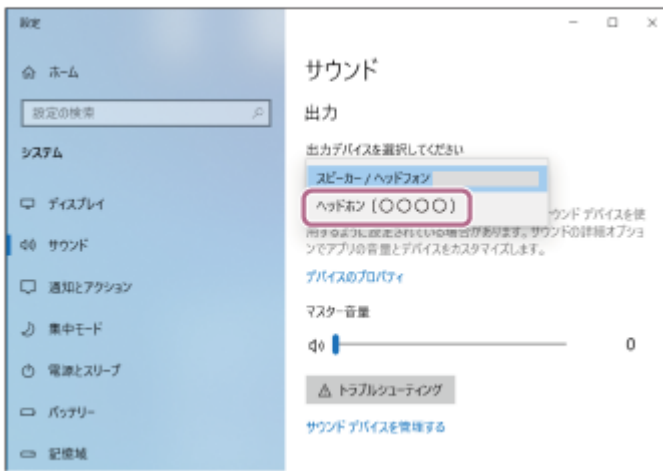 設定
ホーム
設定の検索
システム
ディスプレイ
サウンド
通知とアクション
集中モード
電源とスリープ
バッテリー
記憶域
サウンド
出力
出力デバイスを選択してください
スピーカー / ヘッドフォン
ヘッドホン (〇〇〇〇)
ウンド デバイスを使
用するように設定されている場合があります。サウンドの詳細オプショ
ンでアプリの音量とデバイスをカスタマイズします。
デバイスのプロパティ
マスター音量
0
トラブルシューティング
サウンド デバイスを管理する